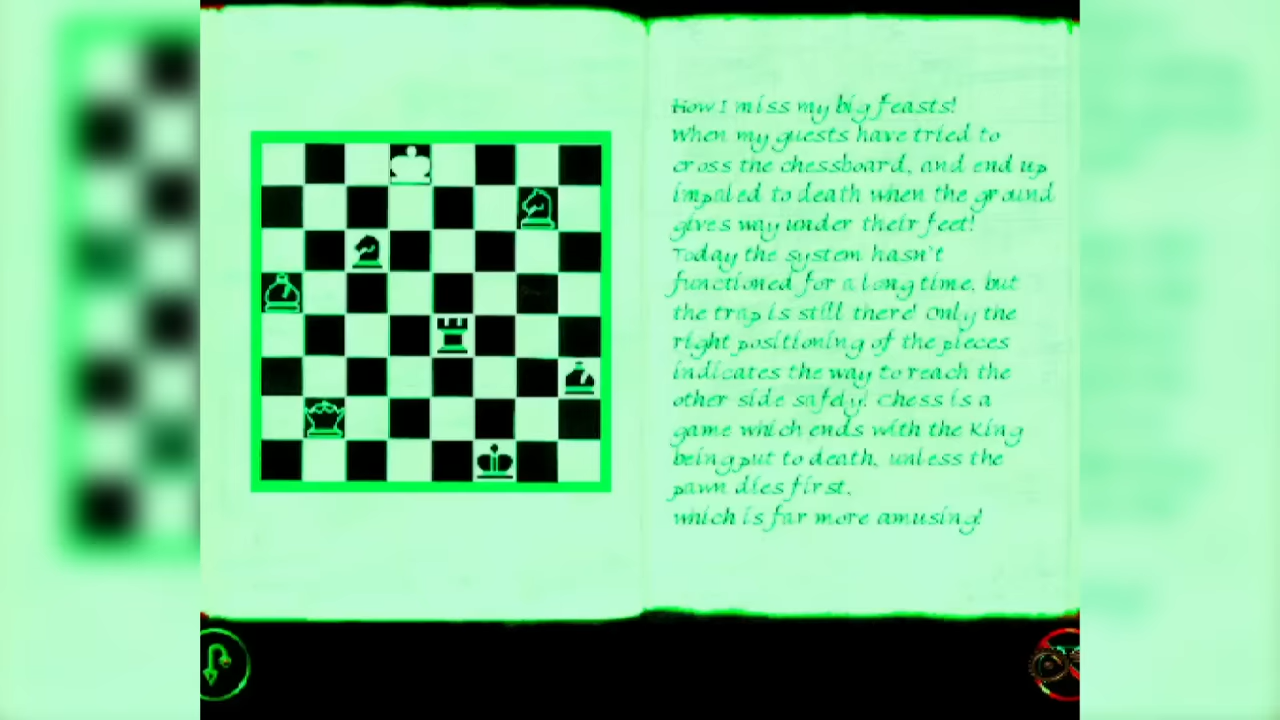 How I miss my big feasts!
When my guests have tried to
cross the chessboard, and end up
impaled to death when the ground
gives way under their feet!
Today the system hasn't
functioned for a long time, but
the trap is still there! Only the
right positioning of the pieces
indicates the way to reach the
other side safely! Chess is a
game which ends with the King
being put to death, unless the
pawn dies first,
which is far more amusing!